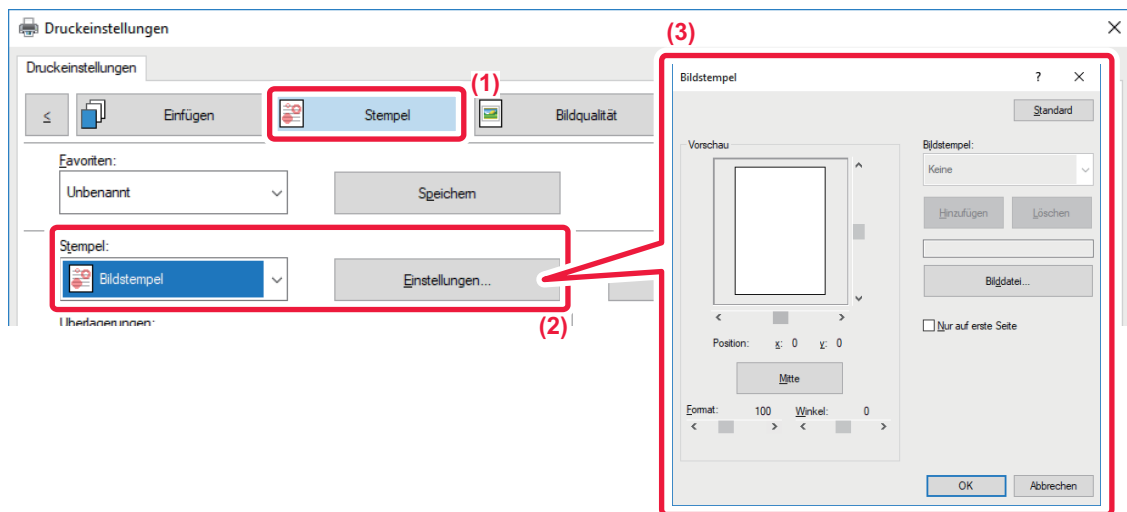 Druckeinstellungen
(3)
Druckeinstellungen
(1)
< Einfügen Stempel Bildqualität
Favoriten:
Unbenannt Speichern
Stempel:
Bildstempel Einstellungen...
(2)
Überlagerungen:
Bildstempel ?
Standard
Vorschau
Position: x: 0 y: 0
Mitte
Format: 100 Winkel: 0
Bildstempel:
Keine
Hinzufügen Löschen
Bilddatei...
Nur auf erste Seite
OK Abbrechen